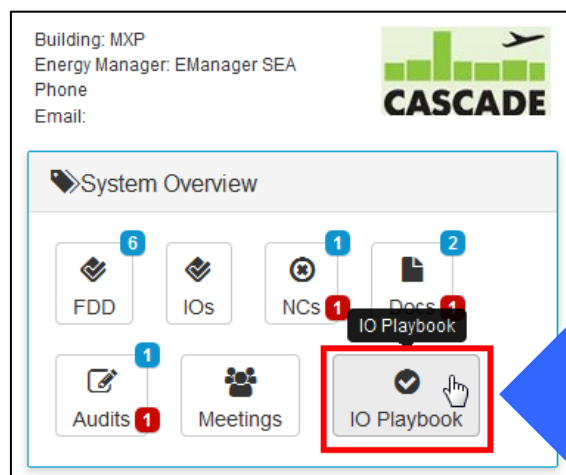 Building: MXP
Energy Manager: EManager SEA
Phone
Email:
CASCADE
System Overview
6
1
2
FDD
IOs
NCs 1
Docs 1
IO Playbook
1
Audits 1
Meetings
IO Playbook